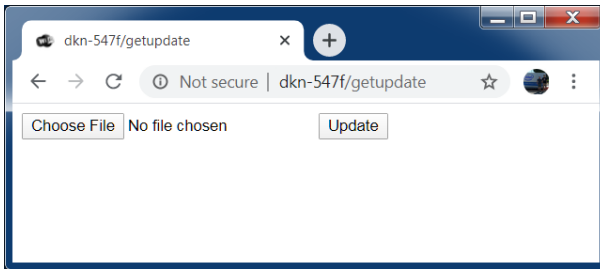 dkn-547f/getupdate
Not secure | dkn-547f/getupdate
Choose File No file chosen Update